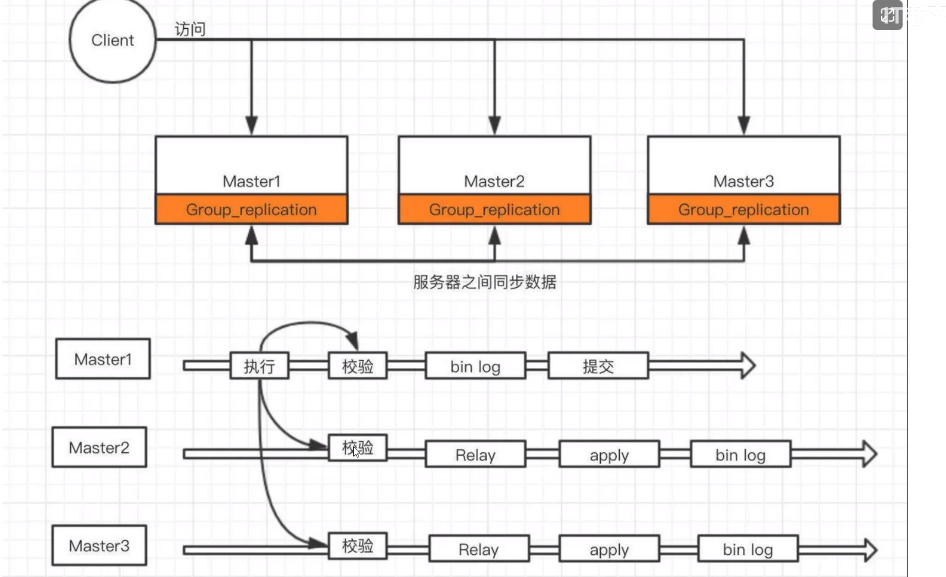 Client
访问
Master1
Master2
Master3
Group_replication
Group_replication
Group_replication
服务器之间同步数据
Master1
执行
校验
bin log
提交
Master2
校验
Relay
apply
bin log
Master3
校验
Relay
apply
bin log